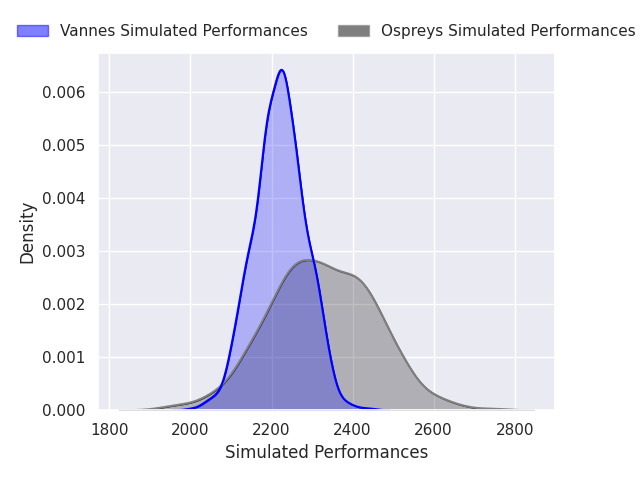 Vannes Simulated Performances
Ospreys Simulated Performances
0.006
0.005
0.004
0.003
0.002
0.001
0.000
Density
1800 2000 2200 2400 2600 2800
Simulated Performances